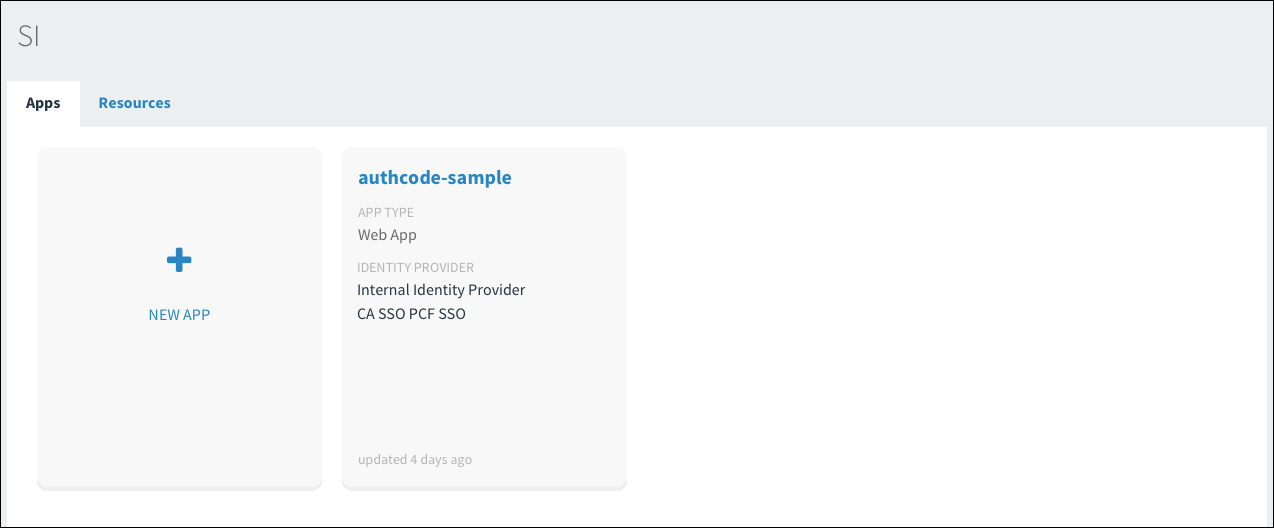 SI
Apps
Resources
NEW APP
authcode-sample
APP TYPE
Web App
IDENTITY PROVIDER
Internal Identity Provider
CA SSO PCF SSO
updated 4 days ago